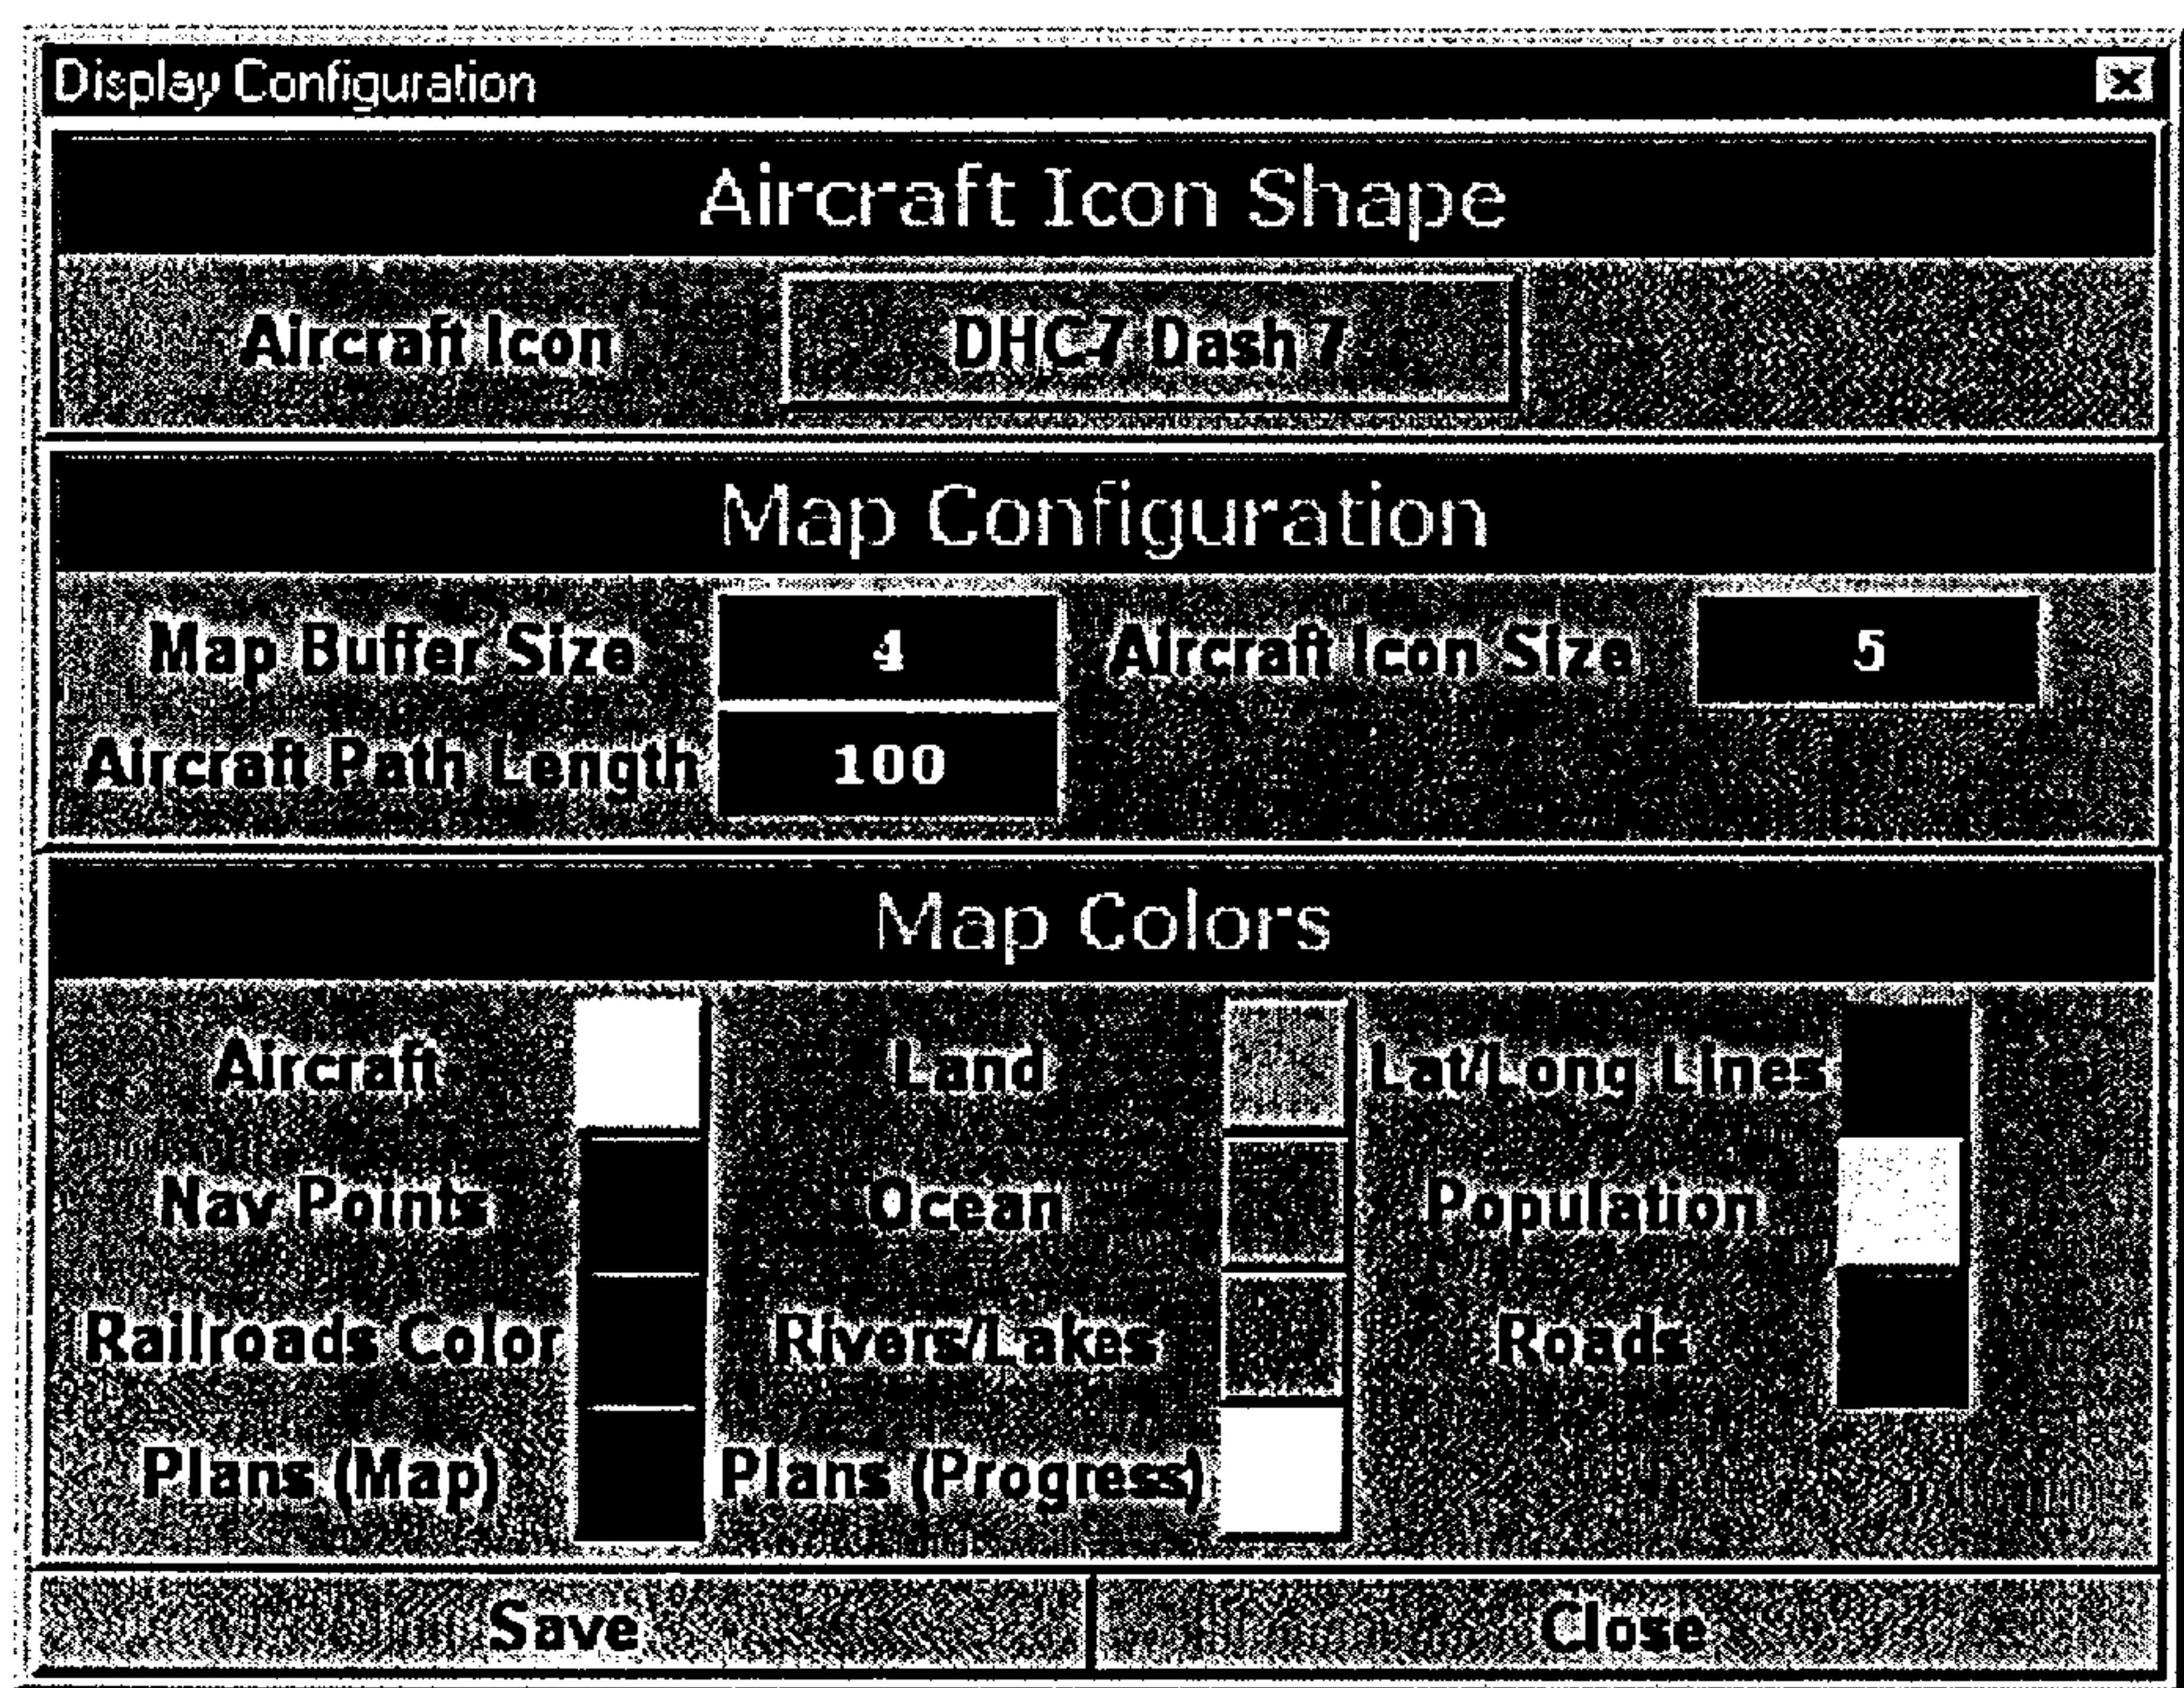 Display Configuration
Aircraft Icon Shape
Aircraft Icon DHC-7 Dash 7
Map Configuration
Map Buffer Size 4 Aircraft Icon Size 5
Aircraft Path Length 100
Map Colors
Aircraft Land Lat/Long Lines
Nav Points Ocean Population
Railroads Color Rivers/Lakes Roads
Plans (Map) Plans (Progress)
Save Close